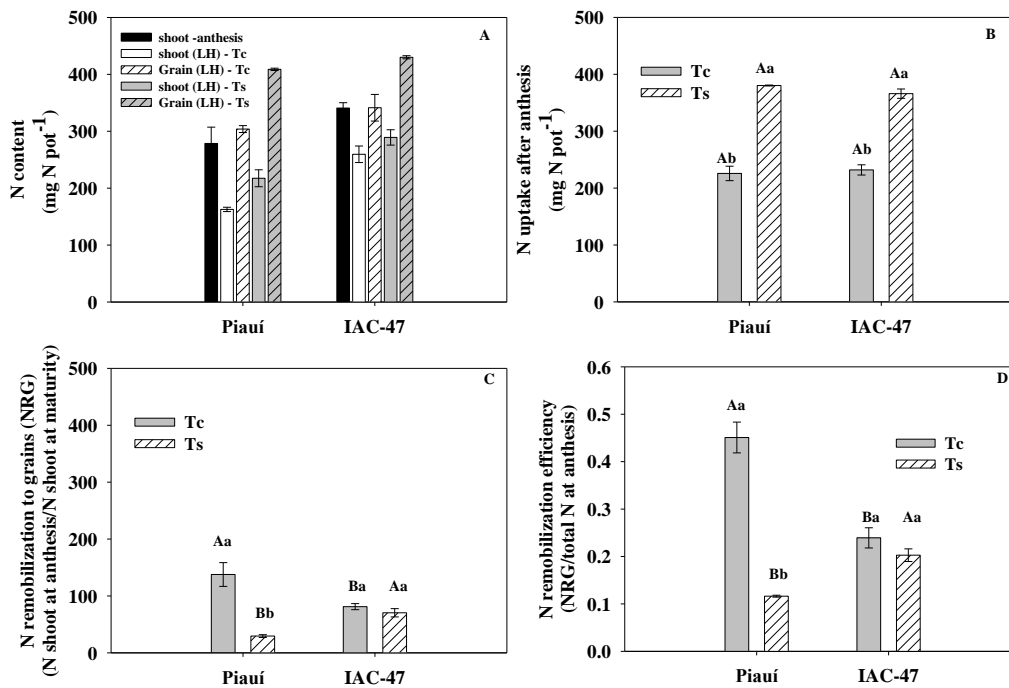 A
N content
(mg N pot-1)
500
400
300
200
100
0
shoot -anthesis
shoot (LH) - Tc
Grain (LH) - Tc
shoot (LH) - Ts
Grain (LH) - Ts
Piauí
IAC-47
B
N uptake after anthesis
(mg N pot-1)
500
400
300
200
100
0
Tc
Ts
Ab
Aa
Ab
Aa
Piauí
IAC-47
C
N remobilization to grains (NRG)
(N shoot at anthesis/N shoot at maturity)
500
400
300
200
100
0
Tc
Ts
Aa
Bb
Ba
Aa
Piauí
IAC-47
D
N remobilization efficiency
(NRG/total N at anthesis)
0.6
0.5
0.4
0.3
0.2
0.1
0.0
Tc
Ts
Aa
Bb
Ba
Aa
Piauí
IAC-47